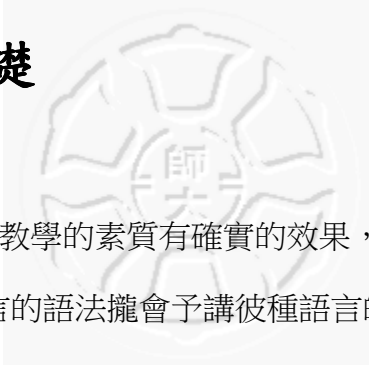 礎
師
大
教學的素質有確實的效果，
言的語法攏會予講彼種語言的